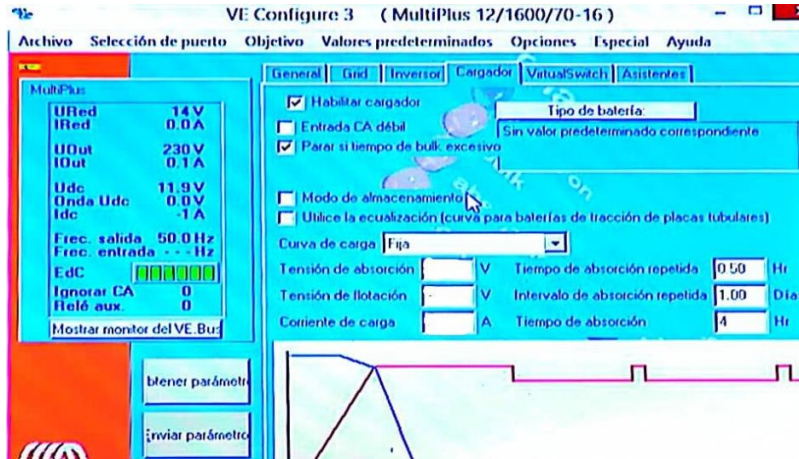 VE Configure 3 ( MultiPlus 12/1600/70-16 )
Archivo Selección de puerto Objetivo Valores predeterminados Opciones Especial Ayuda
General Grid Inversor Cargador VirtualSwitch Asistentes
MultiPlus
URed 14 V
IRed 0.0 A
UOut 230 V
IOut 0.1 A
Udc 11.9 V
Onda Udc 0.0 V
Idc -1 A
Frec. salida 50.0 Hz
Frec. entrada - - - Hz
EdC
Ignorar CA 0
Relé aux. 0
Mostrar monitor del VE.Bus
btener parámetr
nviar parámetro
Habilitar cargador
Tipo de batería:
Entrada CA débil
Sin valor predeterminado correspondiente
Parar si tiempo de bulk excesivo
Modo de almacenamiento
Utilice la ecualización (curva para baterías de tracción de placas tubulares)
Curva de carga Fija
Tensión de absorción V Tiempo de absorción repetida 0.50 Hr
Tensión de flotación V Intervalo de absorción repetida 1.00 Día
Corriente de carga A Tiempo de absorción 4 Hr